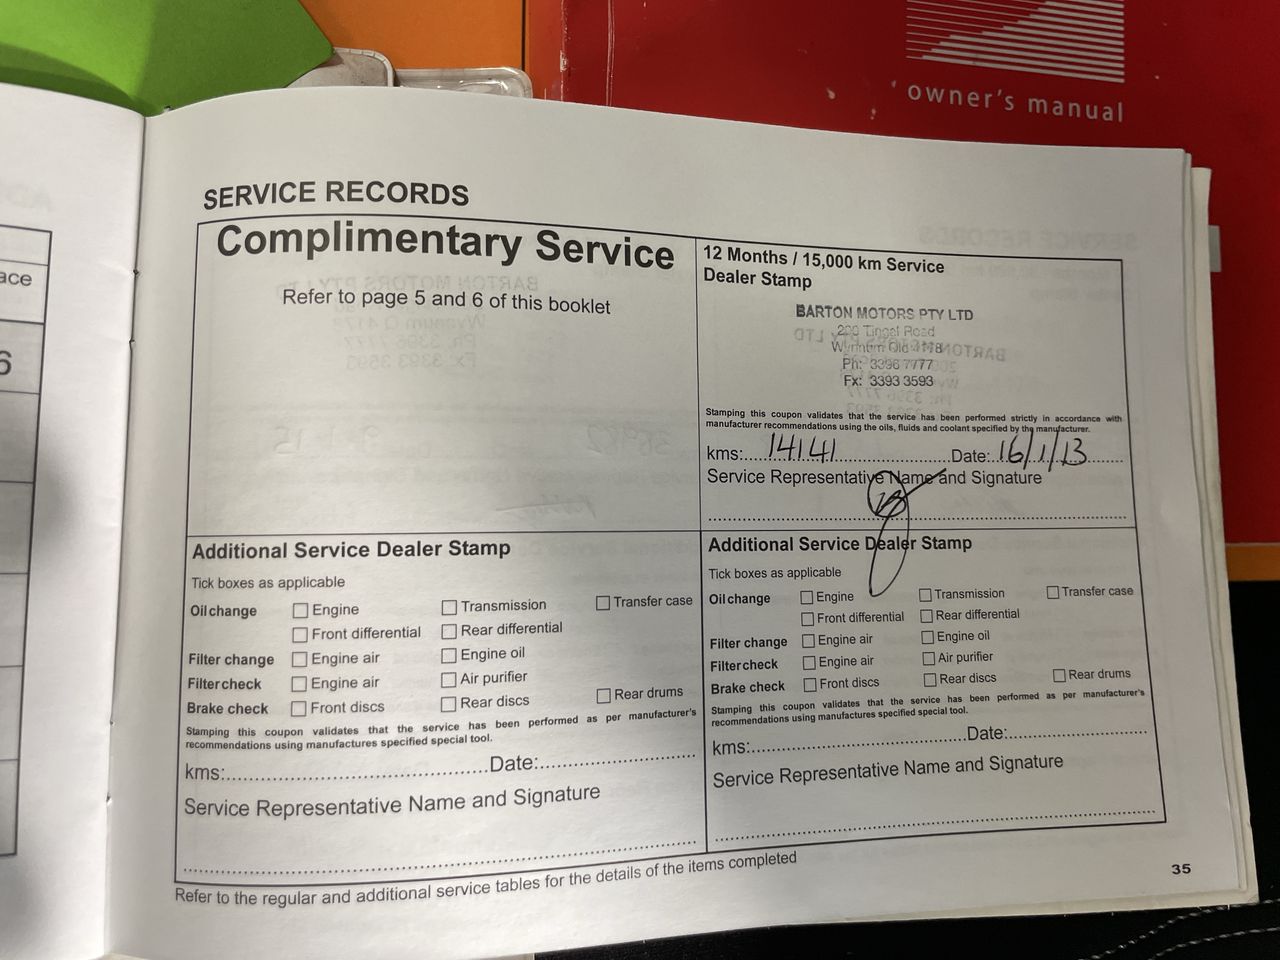 owner's manual
ace
6
SERVICE RECORDS
Complimentary Service
Refer to page 5 and 6 of this booklet
12 Months / 15,000 km Service
Dealer Stamp
BARTON MOTORS PTY LTD
Tingal Road
Qld
Ph: 3396 7777
Fx: 3393 3593
Stamping this coupon validates that the service has been performed strictly in accordance with
manufacturer recommendations using the oils, fluids and coolant specified by the manufacturer.
kms: 14141 Date: 16/1/13
Service Representative Name and Signature
Additional Service Dealer Stamp
Tick boxes as applicable
Oil change Engine Transmission Transfer case
Front differential Rear differential
Filter change Engine air Engine oil
Filter check Engine air Air purifier
Brake check Front discs Rear discs Rear drums
Stamping this coupon validates that the service has been performed as per manufacturer's
recommendations using manufactures specified special tool.
kms: Date:
Service Representative Name and Signature
Additional Service Dealer Stamp
Tick boxes as applicable
Oil change Engine Transmission Transfer case
Front differential Rear differential
Filter change Engine air Engine oil
Filter check Engine air Air purifier
Brake check Front discs Rear discs Rear drums
Stamping this coupon validates that the service has been performed as per manufacturer's
recommendations using manufactures specified special tool.
kms: Date:
Service Representative Name and Signature
Refer to the regular and additional service tables for the details of the items completed
35